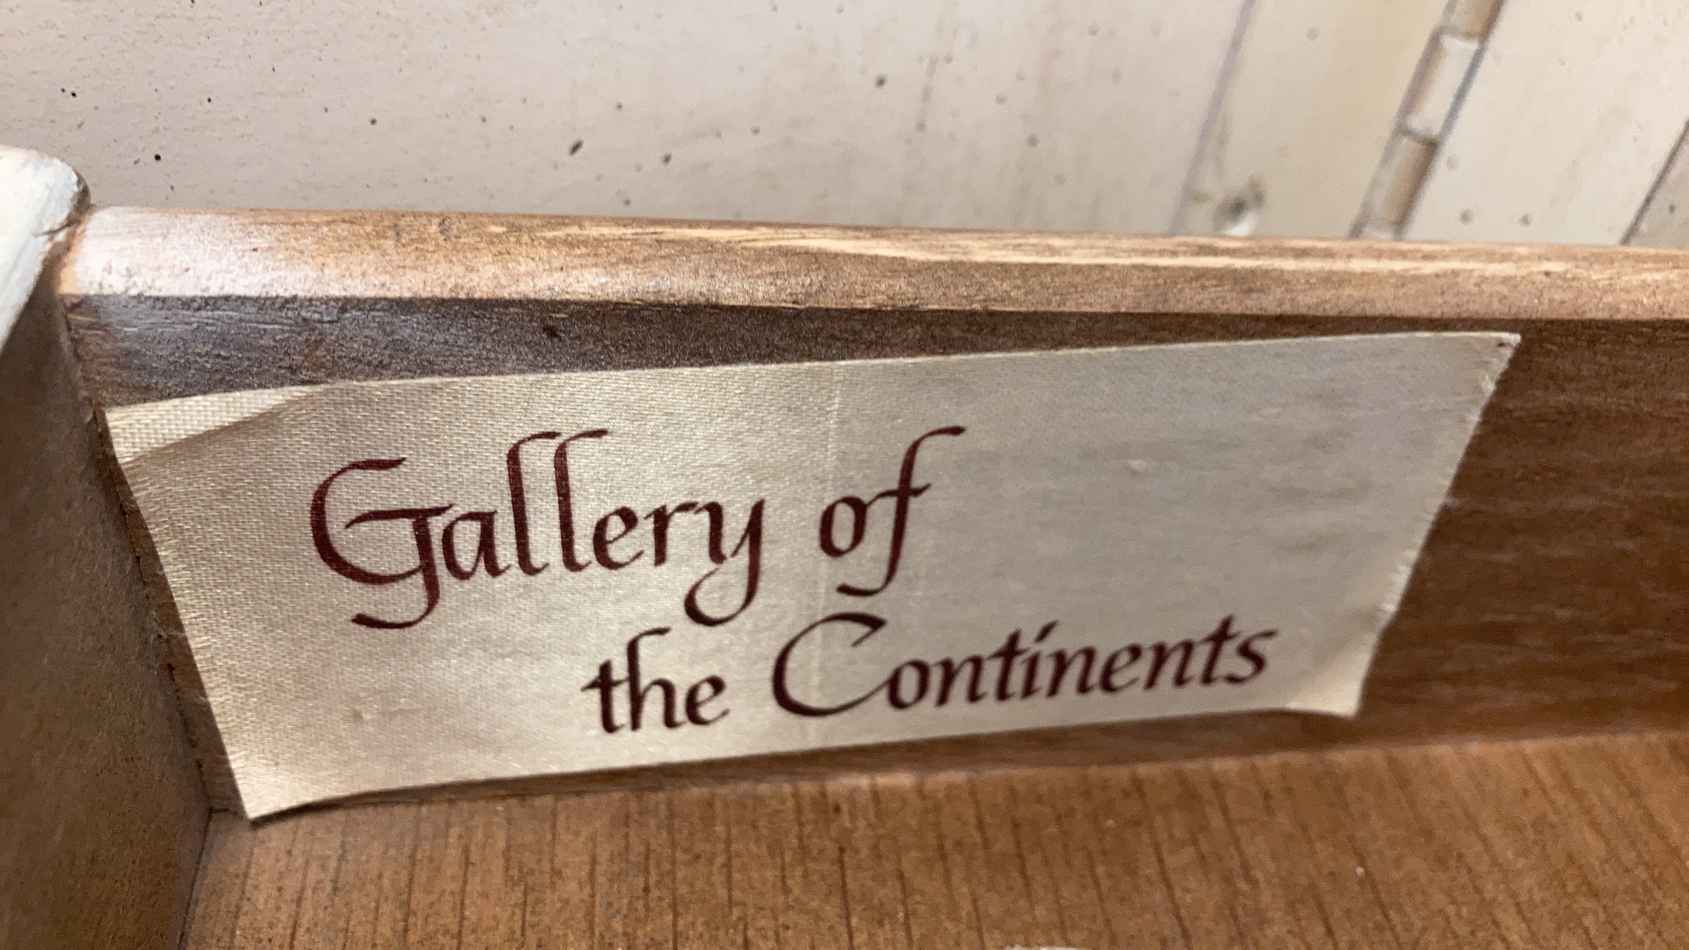 Gallery of
the Continents